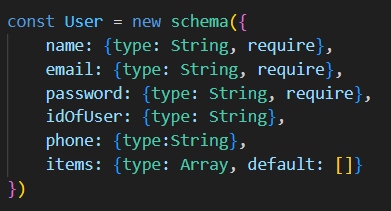 const User = new schema({
name: {type: String, require},
email: {type: String, require},
password: {type: String, require},
idOfUser: {type: String},
phone: {type:String},
items: {type: Array, default: []}
})